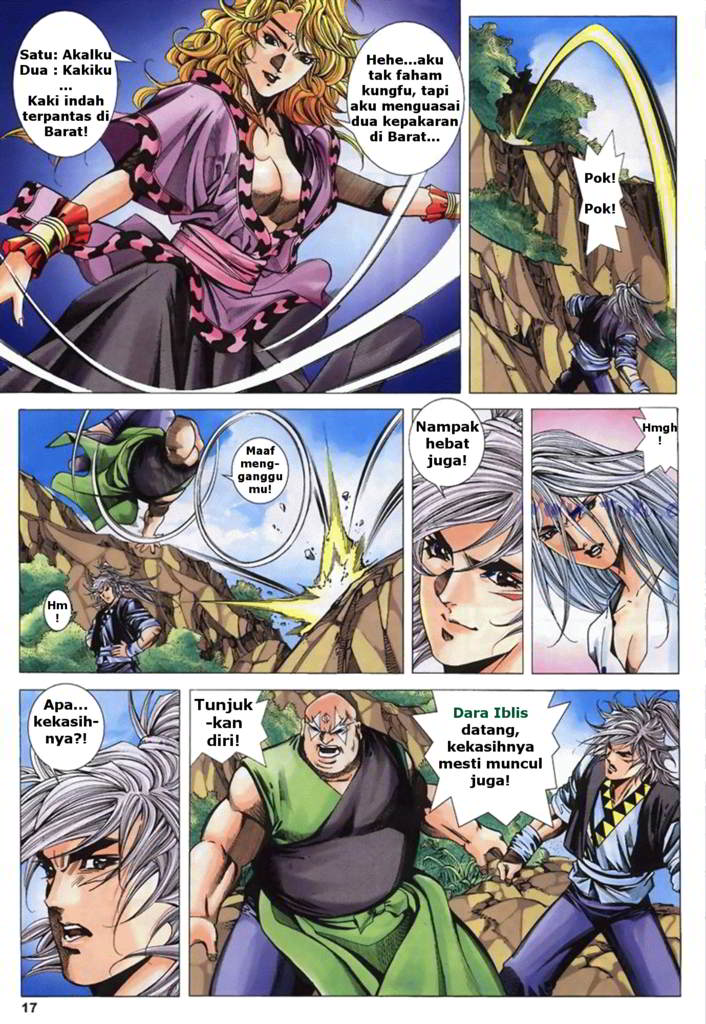 Satu: Akalku
Dua : Kakiku
...
Kaki indah
terpantas di
Barat!
Hehe...aku
tak faham
kungfu, tapi
aku menguasai
dua kepakaran
di Barat...
Pok!
Pok!
Maaf
meng-
ganggu
mu!
Hm
!
Nampak
hebat
juga!
Hmgh
!
Apa...
kekasih-
nya?!
Tunjuk
-kan
diri!
Dara Iblis
datang,
kekasihnya
mesti muncul
juga!
17